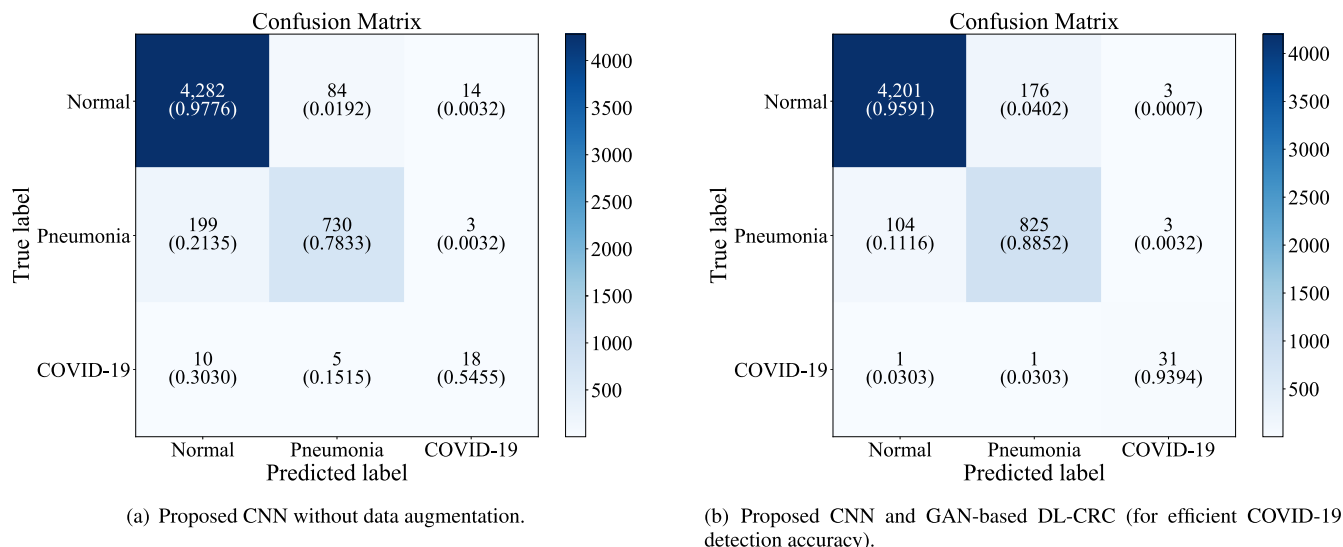 Confusion Matrix
4,282
(0.9776)
84
(0.0192)
14
(0.0032)
199
(0.2135)
730
(0.7833)
3
(0.0032)
10
(0.3030)
5
(0.1515)
18
(0.5455)
Normal
Pneumonia
COVID-19
True label
Normal
Pneumonia
COVID-19
Predicted label
4000
3500
3000
2500
2000
1500
1000
500
(a) Proposed CNN without data augmentation.
Confusion Matrix
4,201
(0.9591)
176
(0.0402)
3
(0.0007)
104
(0.1116)
825
(0.8852)
3
(0.0032)
1
(0.0303)
1
(0.0303)
31
(0.9394)
Normal
Pneumonia
COVID-19
True label
Normal
Pneumonia
COVID-19
Predicted label
4000
3500
3000
2500
2000
1500
1000
500
(b) Proposed CNN and GAN-based DL-CRC (for efficient COVID-19
detection accuracy).